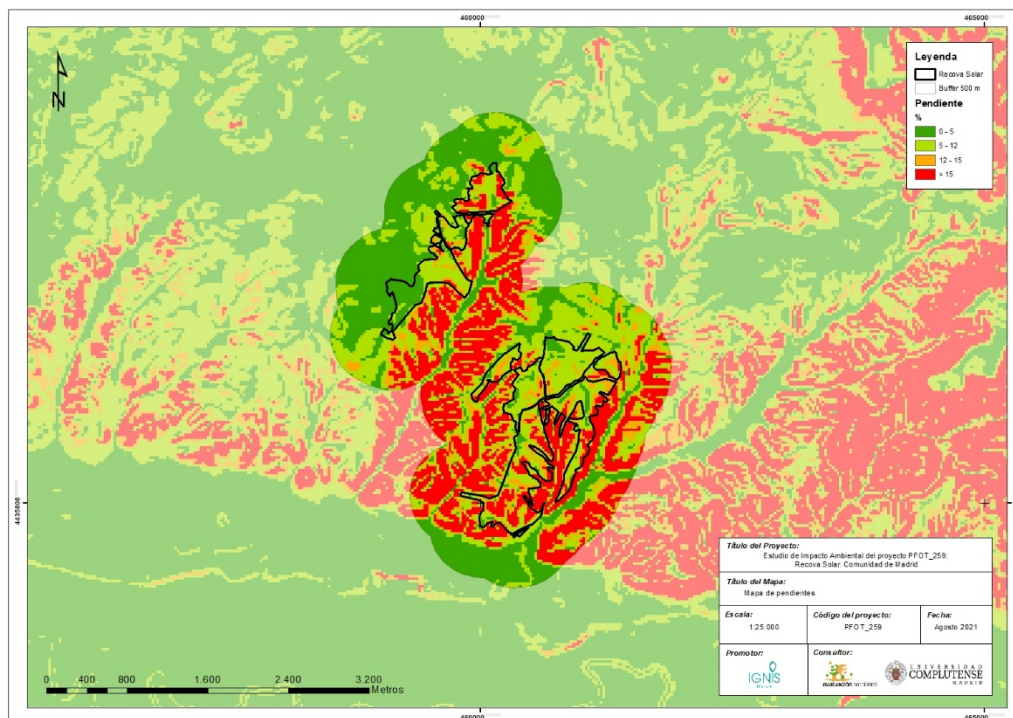 460000
465000
N
Leyenda
Recova Solar
Buffer 500 m
Pendiente
%
0 - 5
5 - 12
12 - 15
> 15
4435000
Título del Proyecto:
Estudio de Impacto Ambiental del proyecto PFOT_259:
Recova Solar. Comunidad de Madrid
Título del Mapa:
Mapa de pendientes
Escala:
1:25.000
Código del proyecto:
PFOT_259
Fecha:
Agosto 2021
Promotor:
IGNIS
Consultor:
evaluación ambiental
UNIVERSIDAD
COMPLUTENSE
MADRID
0 400 800 1.600 2.400 3.200
Metros
460000
465000